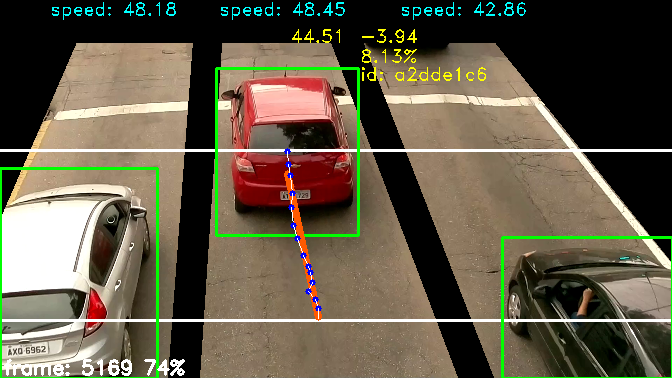 speed: 48.18 speed: 48.45 speed: 42.86
44.51 -3.94
8.13%
id: a2dde1c6
AXO 6962
frame: 5169 74%